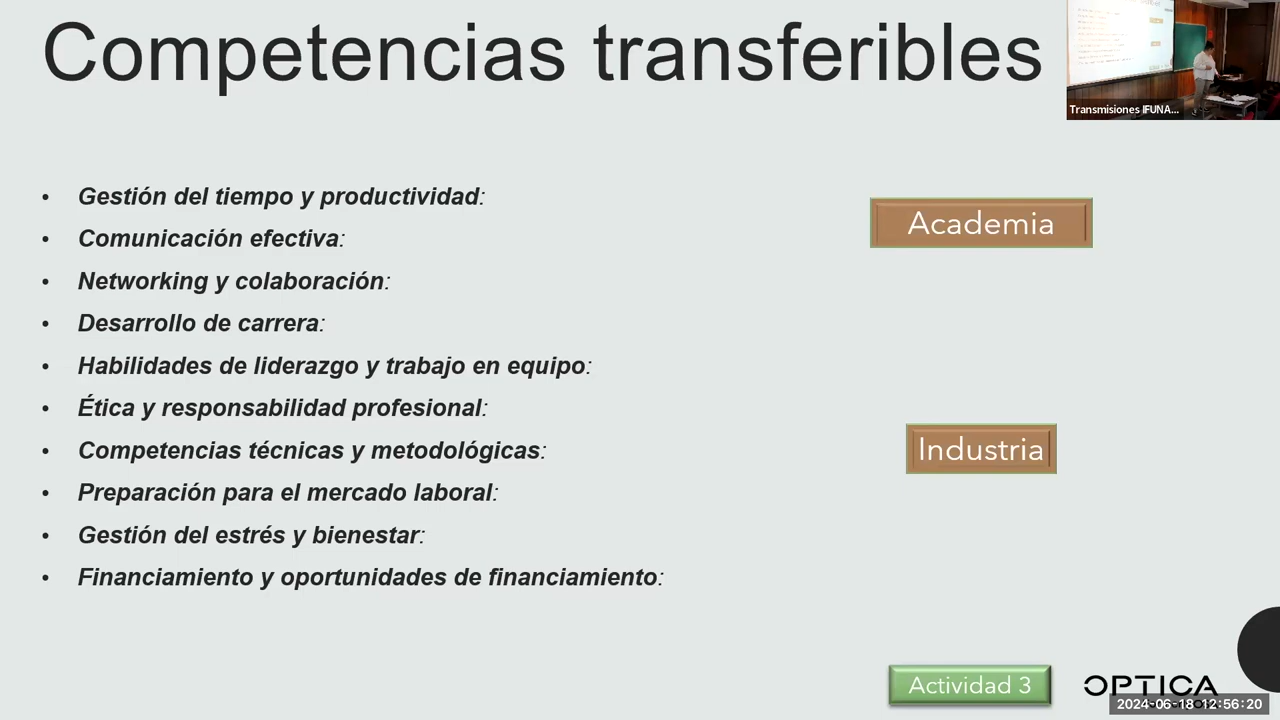 Competencias transferibles
Transmisiones IFUNA...
• Gestión del tiempo y productividad:
• Comunicación efectiva:
• Networking y colaboración:
• Desarrollo de carrera:
• Habilidades de liderazgo y trabajo en equipo:
• Ética y responsabilidad profesional:
• Competencias técnicas y metodológicas:
• Preparación para el mercado laboral:
• Gestión del estrés y bienestar:
• Financiamiento y oportunidades de financiamiento:
Academia
Industria
Actividad 3
OPTICA
2024-06-18 12:56:20